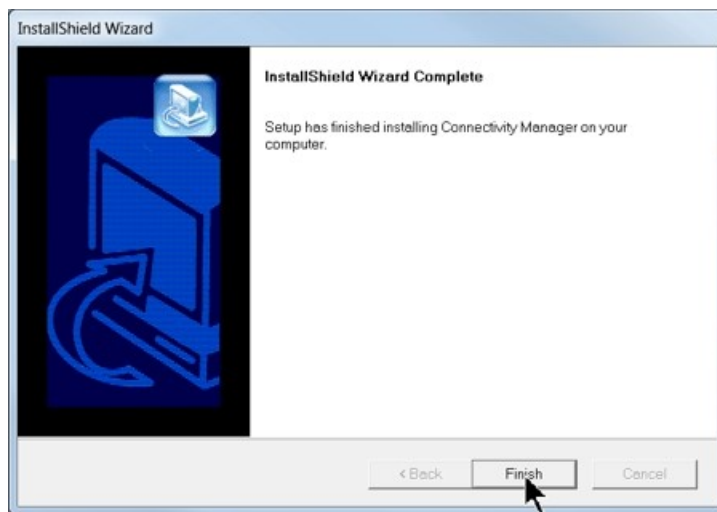 InstallShield Wizard
InstallShield Wizard Complete
Setup has finished installing Connectivity Manager on your
computer.
< Back
Finish
Cancel